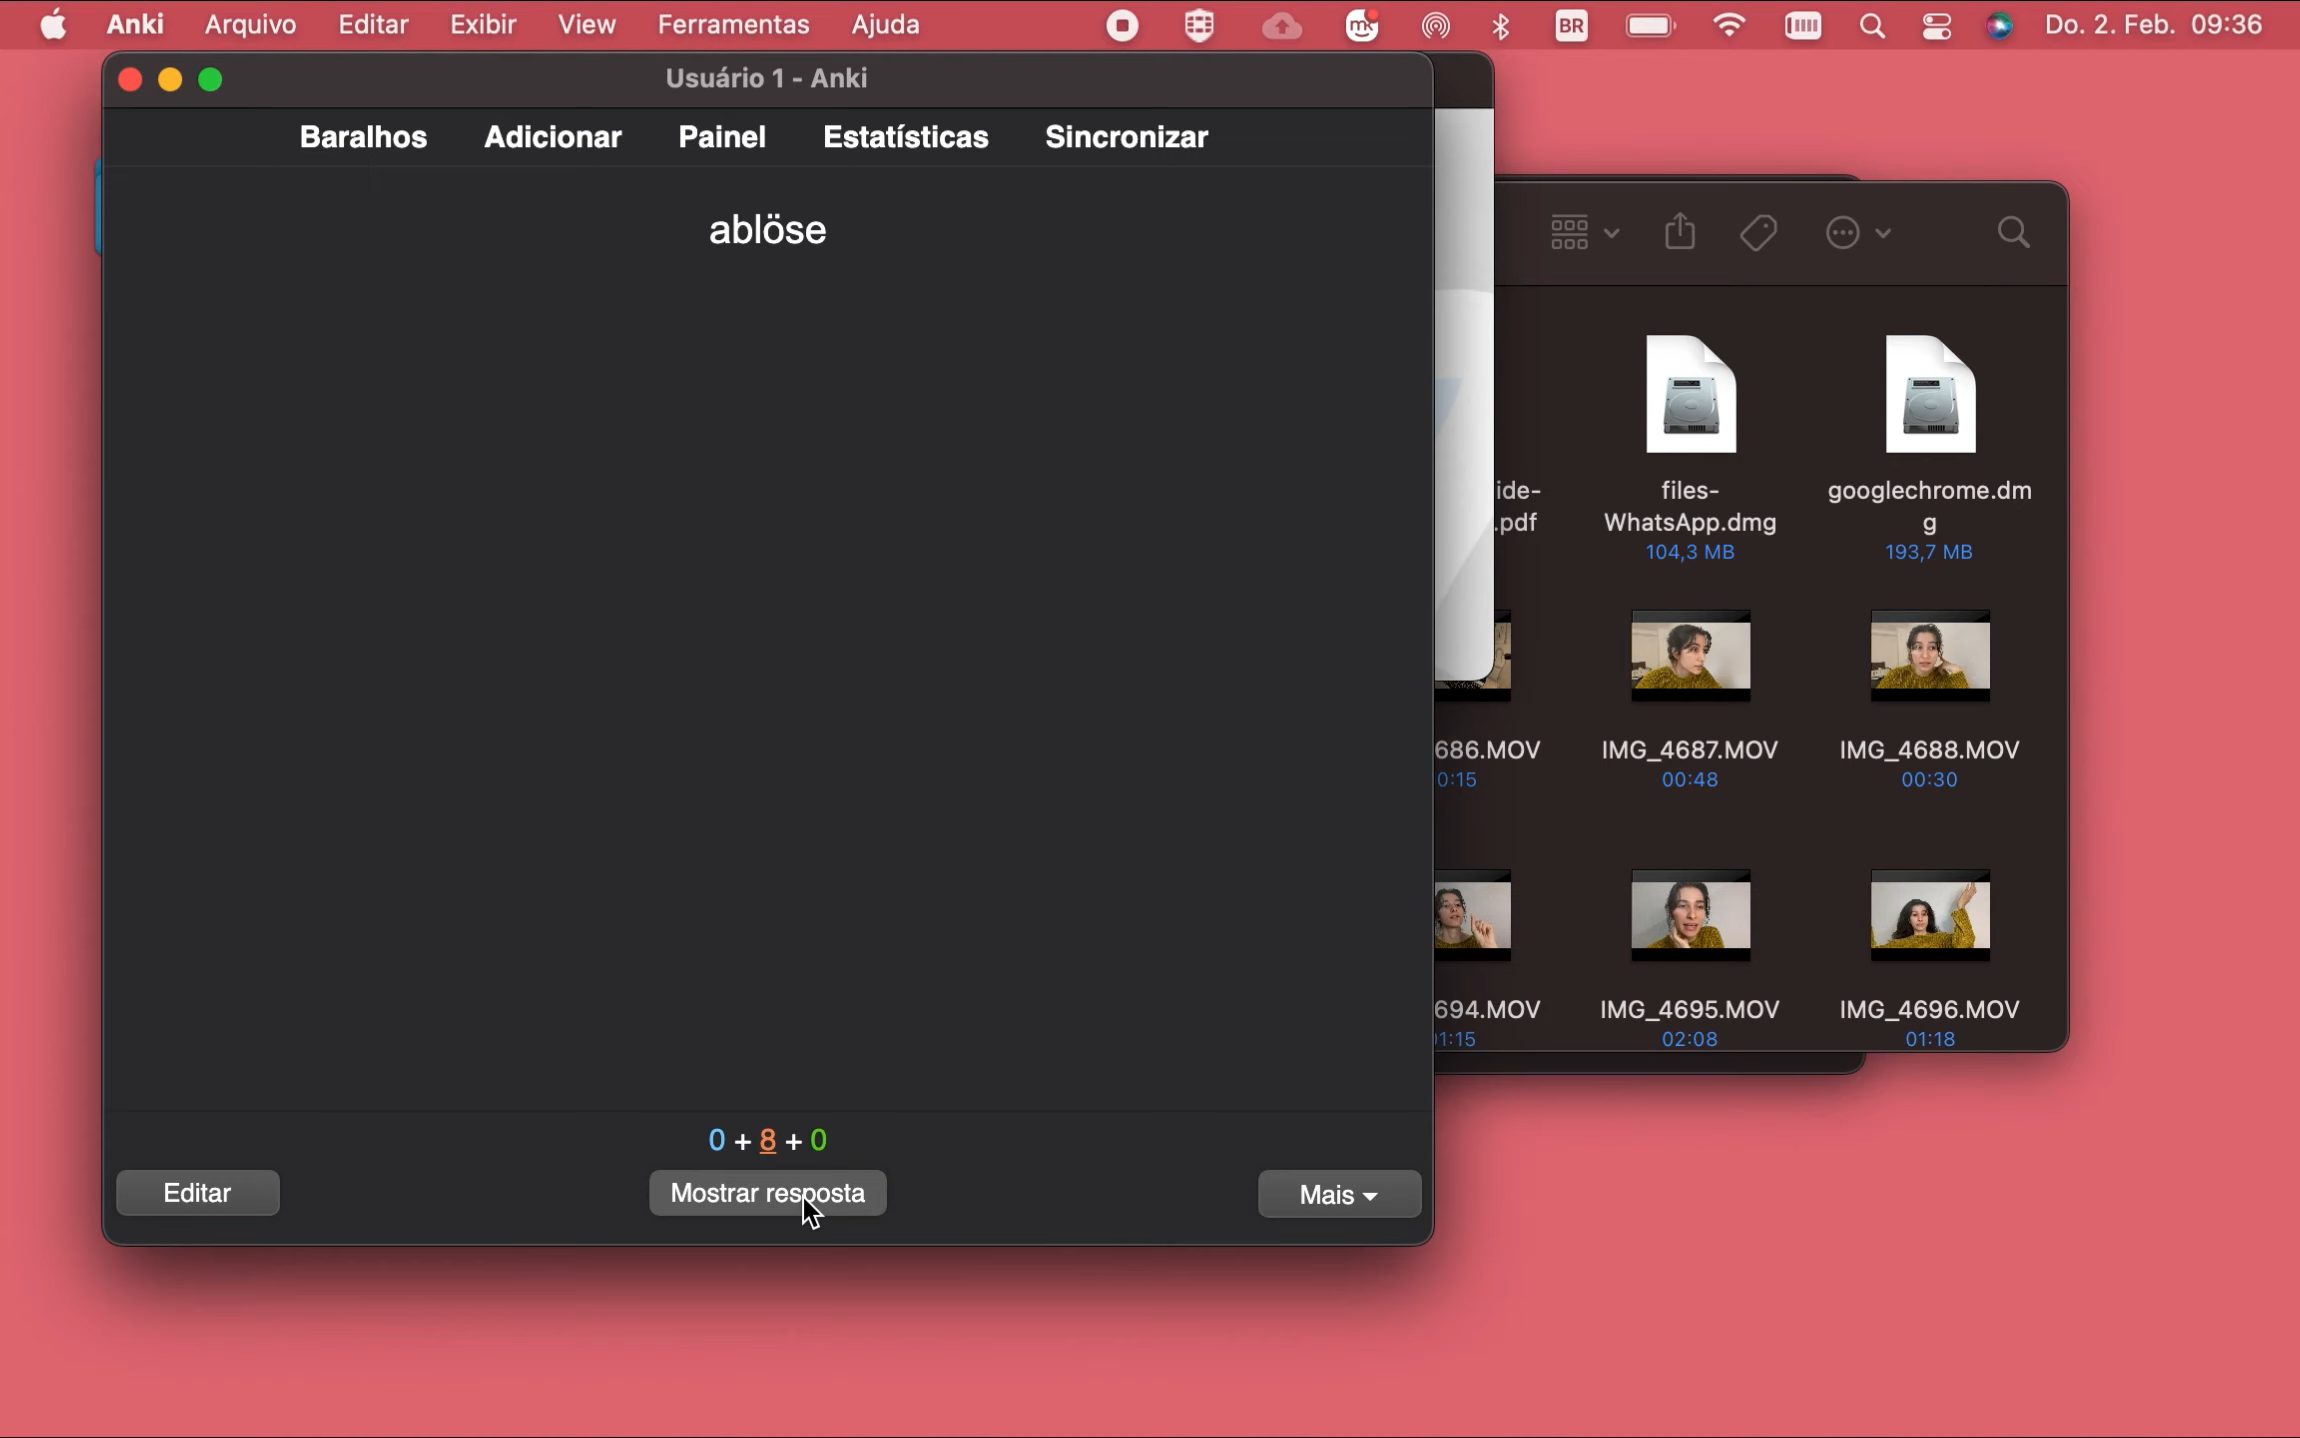 Anki Arquivo Editar Exibir View Ferramentas Ajuda BR Do. 2. Feb. 09:36
Usuário 1 - Anki
Baralhos Adicionar Painel Estatísticas Sincronizar
ablöse
0 + 8 + 0
Editar Mostrar resposta Mais
ide-
.pdf
files-
WhatsApp.dmg
104,3 MB
googlechrome.dm
g
193,7 MB
686.MOV
0:15
IMG_4687.MOV
00:48
IMG_4688.MOV
00:30
694.MOV
1:15
IMG_4695.MOV
02:08
IMG_4696.MOV
01:18